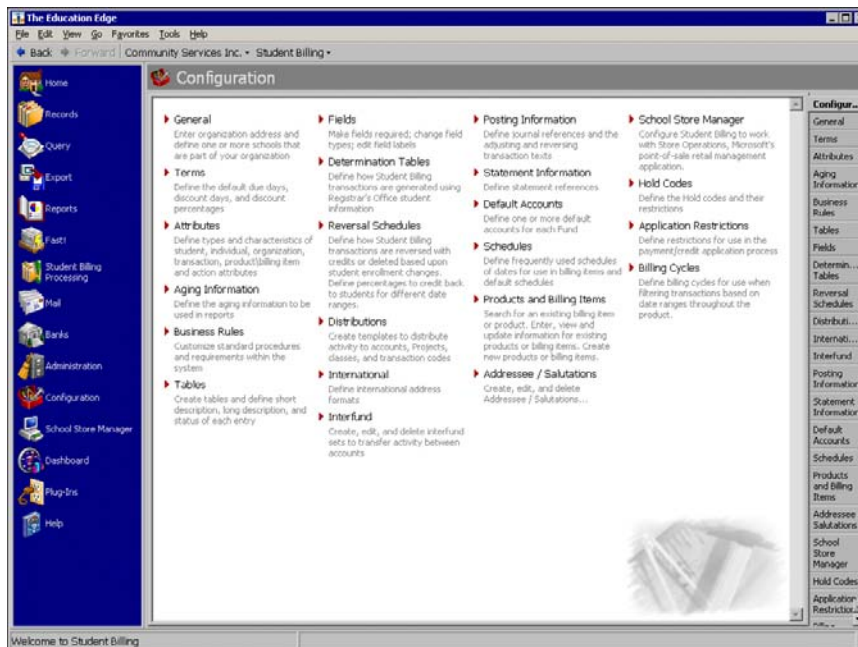 The Education Edge
File Edit View Go Favorites Tools Help
Back Forward Community Services Inc. Student Billing
Configuration
Home
Records
Query
Export
Reports
Fast!
Student Billing
Processing
Mail
Banks
Administration
Configuration
School Store Manager
Dashboard
Plug-Ins
Help
General
Enter organization address and
define one or more schools that
are part of your organization
Terms
Define the default due days,
discount days, and discount
percentages
Attributes
Define types and characteristics of
student, individual, organization,
transaction, product\billing item
and action attributes
Aging Information
Define the aging information to be
used in reports
Business Rules
Customize standard procedures
and requirements within the
system
Tables
Create tables and define short
description, long description, and
status of each entry
Fields
Make fields required; change field
types; edit field labels
Determination Tables
Define how Student Billing
transactions are generated using
Registrar's Office student
information
Reversal Schedules
Define how Student Billing
transactions are reversed with
credits or deleted based upon
student enrollment changes.
Define percentages to credit back
to students for different date
ranges.
Distributions
Create templates to distribute
activity to accounts, Projects,
classes, and transaction codes
International
Define international address
formats
Interfund
Create, edit, and delete interfund
sets to transfer activity between
accounts
Posting Information
Define journal references and the
adjusting and reversing
transaction texts
Statement Information
Define statement references
Default Accounts
Define one or more default
accounts for each Fund
Schedules
Define frequently used schedules
of dates for use in billing items and
default schedules
Products and Billing Items
Search for an existing billing item
or product. Enter, view and
update information for existing
products or billing items. Create
new products or billing items.
Addressee / Salutations
Create, edit, and delete
Addressee / Salutations...
School Store Manager
Configure Student Billing to work
with Store Operations, Microsoft's
point-of-sale retail management
application.
Hold Codes
Define the Hold codes and their
restrictions
Application Restrictions
Define restrictions for use in the
payment/credit application process
Billing Cycles
Define billing cycles for use when
filtering transactions based on
date ranges throughout the
product.
Configur...
General
Terms
Attributes
Aging
Information
Business
Rules
Tables
Fields
Determin...
Tables
Reversal
Schedules
Distributi...
Internati...
Interfund
Posting
Information
Statement
Information
Default
Accounts
Schedules
Products
and Billing
Items
Addressee
Salutations
School
Store
Manager
Hold Codes
Application
Restriction...
Welcome to Student Billing